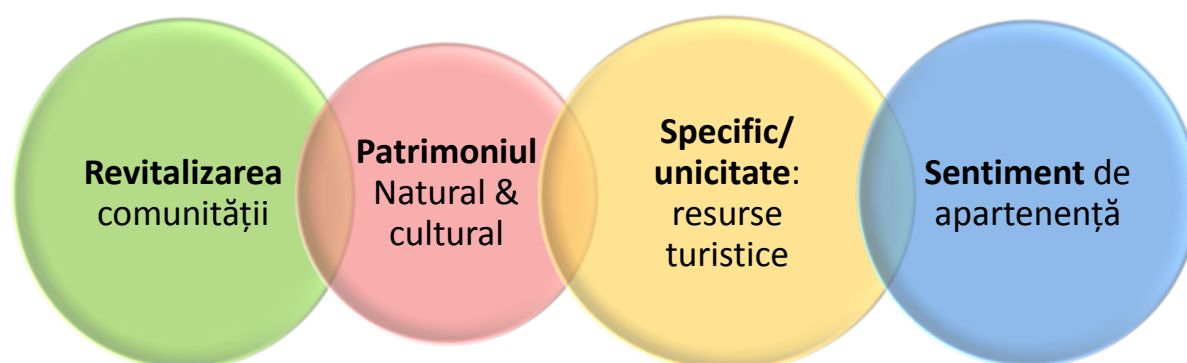 Revitalizarea
comunității
Patrimoniul
Natural &
cultural
Specific/
unicitate:
resurse
turistice
Sentiment de
apartenență